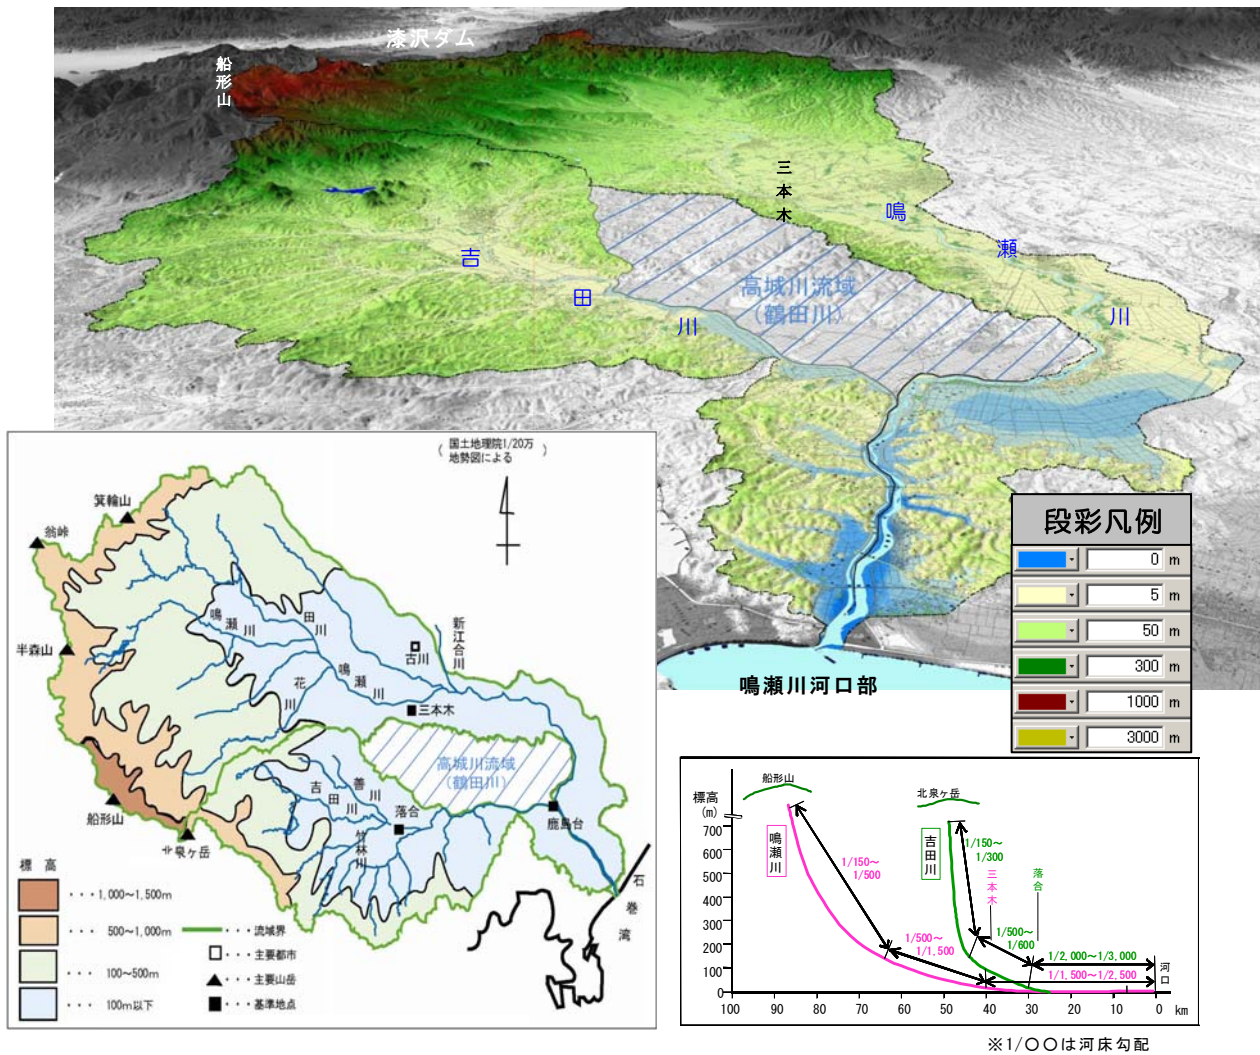 漆沢ダム
船形山
三本木
鳴瀬川
吉田川
高城川流域
(鶴田川)
鳴瀬川河口部
段彩凡例
0 m
5 m
50 m
300 m
1000 m
3000 m
(国土地理院1/20万
地勢図による)
箕輪山
翁峠
半森山
船形山
北泉ヶ岳
鳴瀬川
田川
新江合川
古川
花川
鳴瀬川
三本木
高城川流域
(鶴田川)
吉田川
善川
落合
竹林川
鹿島台
石巻湾
標高
・・・1,000～1,500m
・・・500～1,000m
・・・100～500m
・・・100m以下
・・・流域界
・・・主要都市
・・・主要山岳
・・・基準地点
船形山
北泉ヶ岳
標高
(m)
700
600
500
400
300
200
100
0
鳴瀬川
吉田川
1/150～
1/500
1/150～
1/300
三本木
落合
1/500～
1/1,500
1/500～
1/600
1/2,000～1/3,000
1/1,500～1/2,500
河口
100 90 80 70 60 50 40 30 20 10 0 km
※1/〇〇は河床勾配